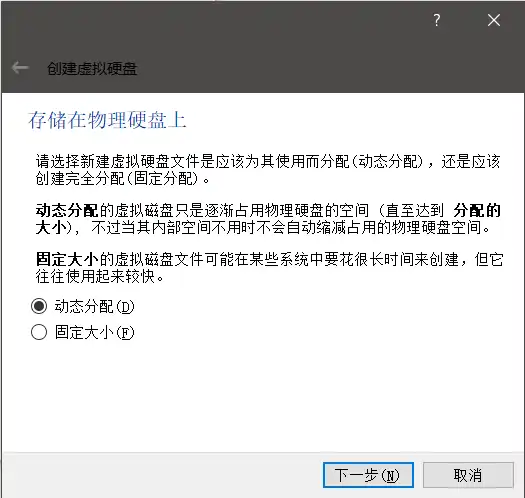 ?
创建虚拟硬盘
存储在物理硬盘上
请选择新建虚拟硬盘文件是应该为其使用而分配(动态分配)，还是应该
创建完全分配(固定分配)。
动态分配的虚拟磁盘只是逐渐占用物理硬盘的空间 (直至达到 分配的
大小)，不过当其内部空间不用时不会自动缩减占用的物理硬盘空间。
固定大小的虚拟磁盘文件可能在某些系统中要花很长时间来创建，但它
往往使用起来较快。
动态分配(D)
固定大小(F)
下一步(N)
取消